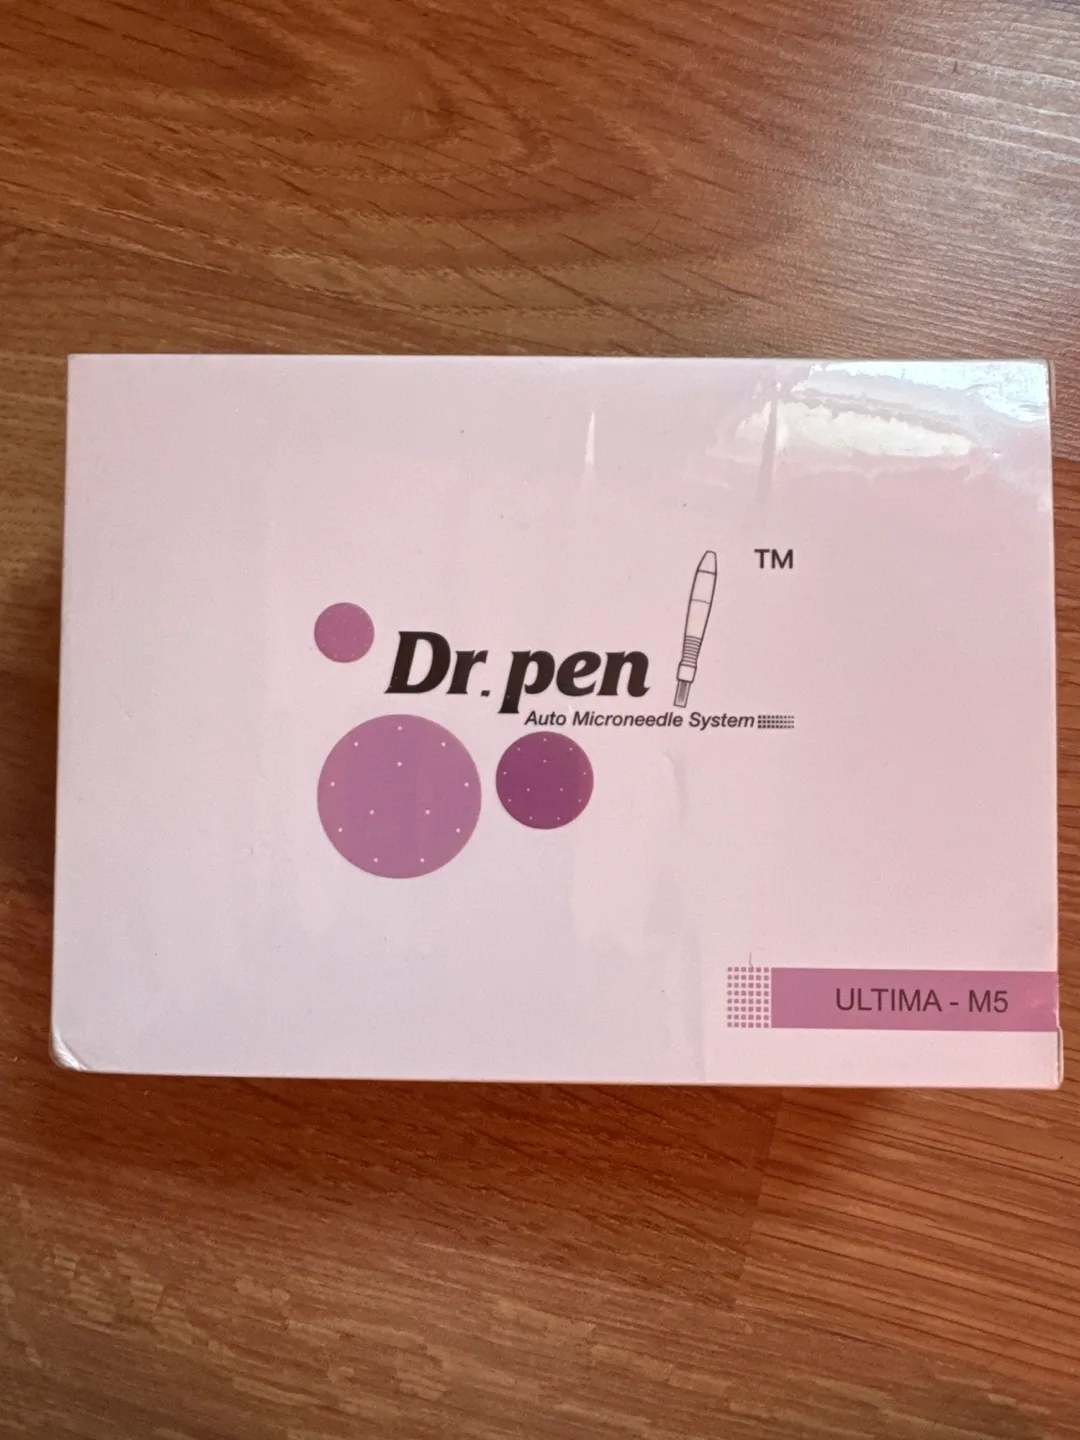 TM
Dr. pen
Auto Microneedle System
ULTIMA - M5